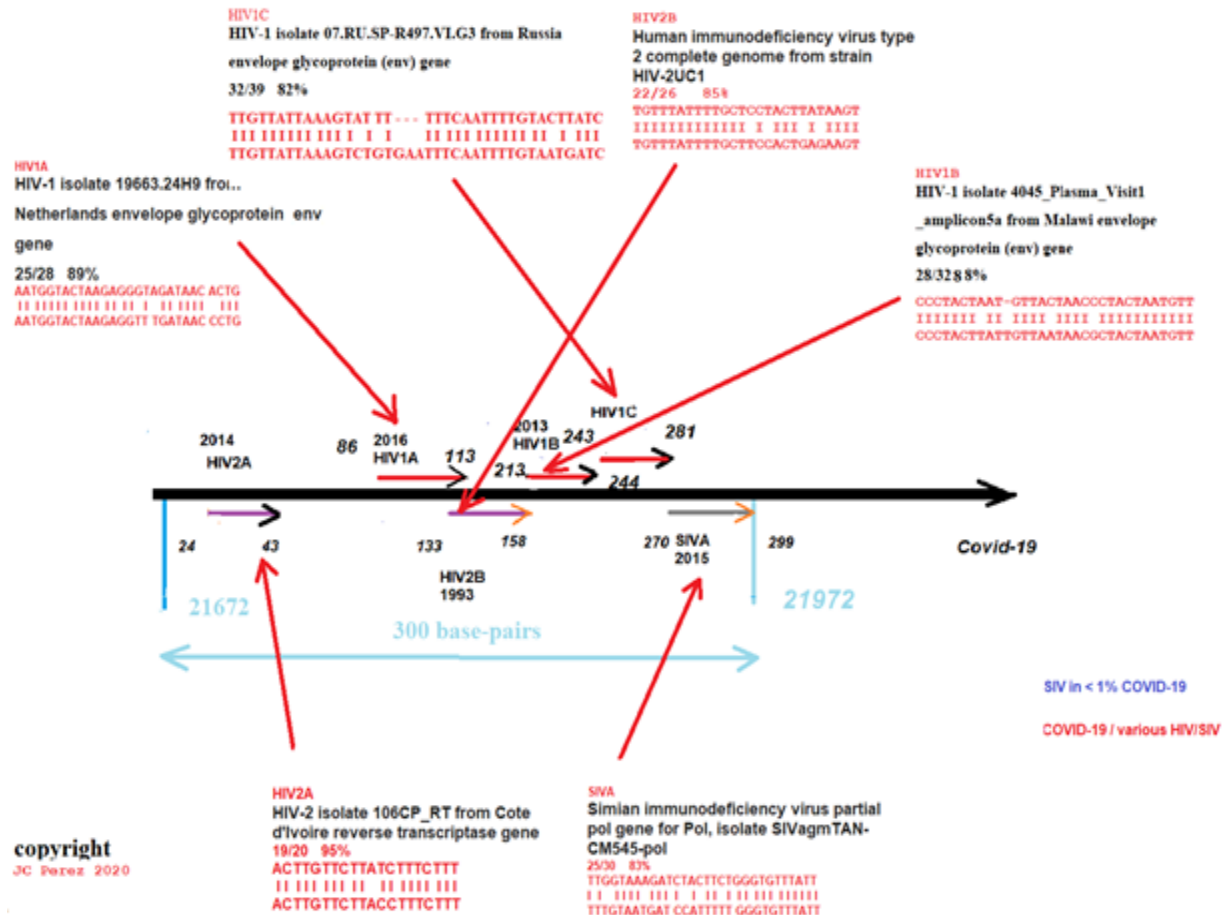 HIV1C
HIV-1 isolate 07.RU.SP-R497.VI.G3 from Russia
envelope glycoprotein (env) gene
32/39 82%
TTGTTATTAAAGTAT TT - - - TTTCAATTTTGTACTTATC
TTGTTATTAAAGTCTGTGAATTTCAATTTTGTAATGATC
HIV2B
Human immunodeficiency virus type
2 complete genome from strain
HIV-2UC1
22/26 85%
TGTTTATTTTGCTCCTACTTATAAGT
TGTTTATTTTGCTTCCACTGAGAAGT
HIV1A
HIV-1 isolate 19663.24H9 fro...
Netherlands envelope glycoprotein env
gene
25/28 89%
AATGGTACTAAGAGGGTAGATAAC ACTG
AATGGTACTAAGAGGTT TGATAAC CCTG
HIV1B
HIV-1 isolate 4045_Plasma_Visit1
_amplicon5a from Malawi envelope
glycoprotein (env) gene
28/3288 8%
CCCTACTAAT-GTTACTAACCCTACTAATGTT
CCCTACTTATTGTTAATAACGCTACTAATGTT
2014
HIV2A
86
2016
HIV1A
113
2013
HIV1B
213
243
HIV1C
281
244
24
43
133
158
HIV2B
1993
270
SIVA
2015
299
Covid-19
21672
21972
300 base-pairs
SIV in < 1% COVID-19
COVID-19 / various HIV/SIV
HIV2A
HIV-2 isolate 106CP_RT from Cote
d'Ivoire reverse transcriptase gene
19/20 95%
ACTTGTTCTTATCTTTCTTT
ACTTGTTCTTACCTTTCTTT
SIVA
Simian immunodeficiency virus partial
pol gene for Pol, isolate SIVagmTAN-
CM545-pol
25/30 83%
TTGGTAAAGATCTACTTCTGGGTGTTTATT
TTTGTAATGAT CCATTTTT GGGTGTTTATT
copyright
JC Perez 2020